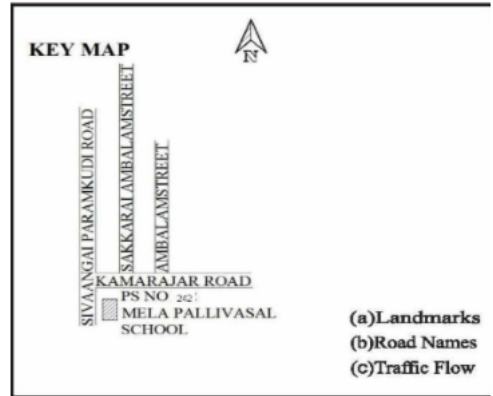 KEY MAP
N
SIVAANGAI PARAMKUDI ROAD
SAKKARAI AMBALAMSTREET
AMBALAMSTREET
KAMARAJAR ROAD
PS NO 262:
MELA PALLIVASAL
SCHOOL
(a)Landmarks
(b)Road Names
(c)Traffic Flow